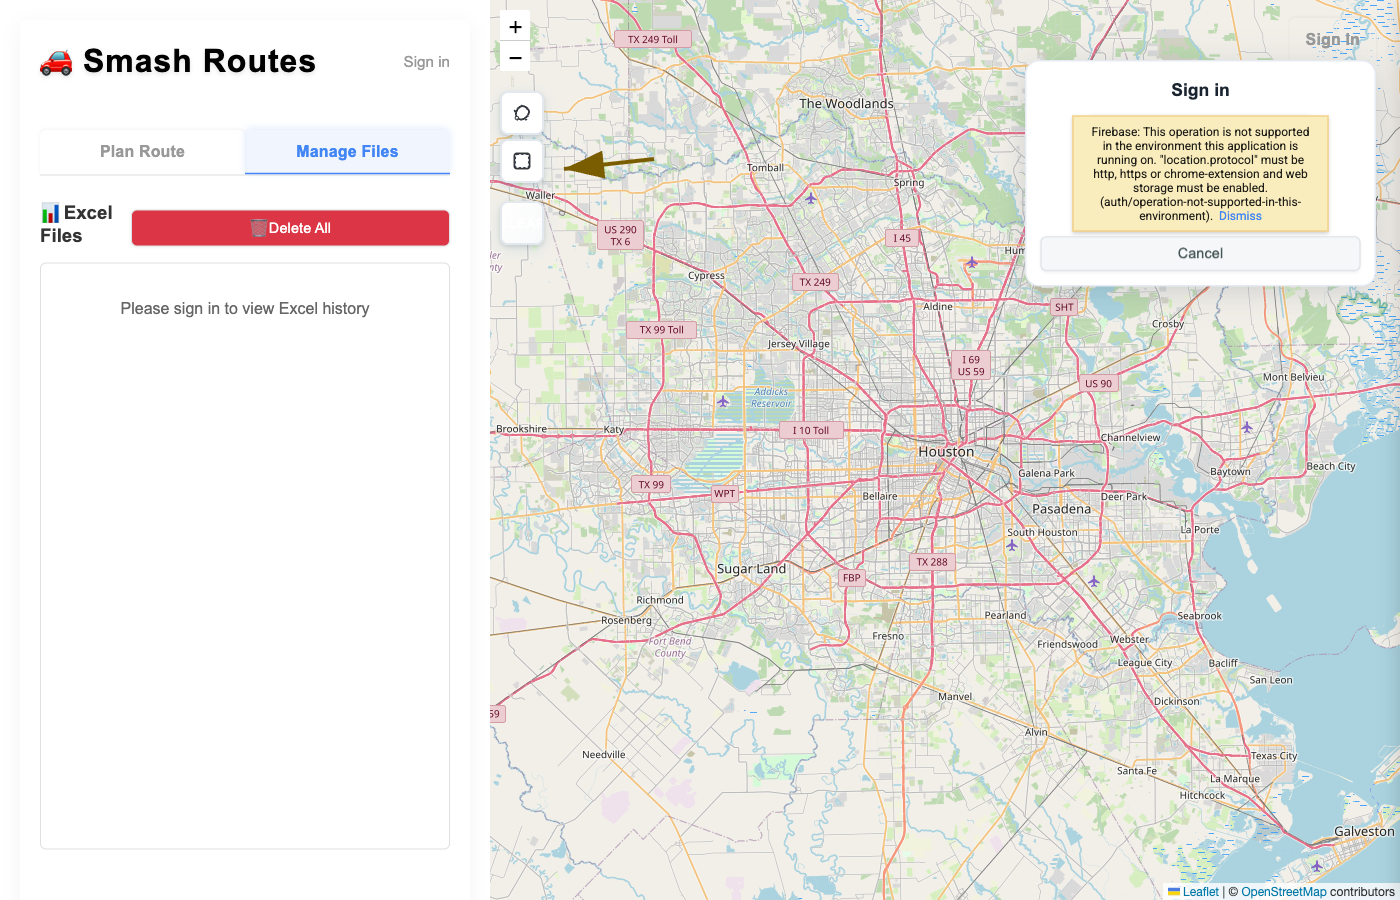 Smash Routes
Sign in
Plan Route
Manage Files
Excel
Files
Delete All
Please sign in to view Excel history
+
−
Sign In
Sign in
Firebase: This operation is not supported
in the environment this application is
running on. "location.protocol" must be
http, https or chrome-extension and web
storage must be enabled.
(auth/operation-not-supported-in-this-
environment). Dismiss
Cancel
TX 249 Toll
The Woodlands
Tomball
Spring
Waller
US 290
TX 6
I 45
Hum
ler
nty
Cypress
TX 249
Aldine
SHT
Crosby
TX 99 Toll
Jersey Village
I 69
US 59
US 90
Mont Belvieu
Addicks
Reservoir
Brookshire
Katy
I 10 Toll
Channelview
Houston
Galena Park
Baytown
Beach City
TX 99
WPT
Bellaire
Deer Park
Pasadena
La Porte
South Houston
Sugar Land
TX 288
FBP
Richmond
Rosenberg
Pearland
Seabrook
Fort Bend
County
Fresno
Friendswood
Webster
League City
Bacliff
San Leon
Manvel
Dickinson
59
Alvin
Needville
Texas City
Santa Fe
La Marque
Hitchcock
Galveston
Leaflet | © OpenStreetMap contributors